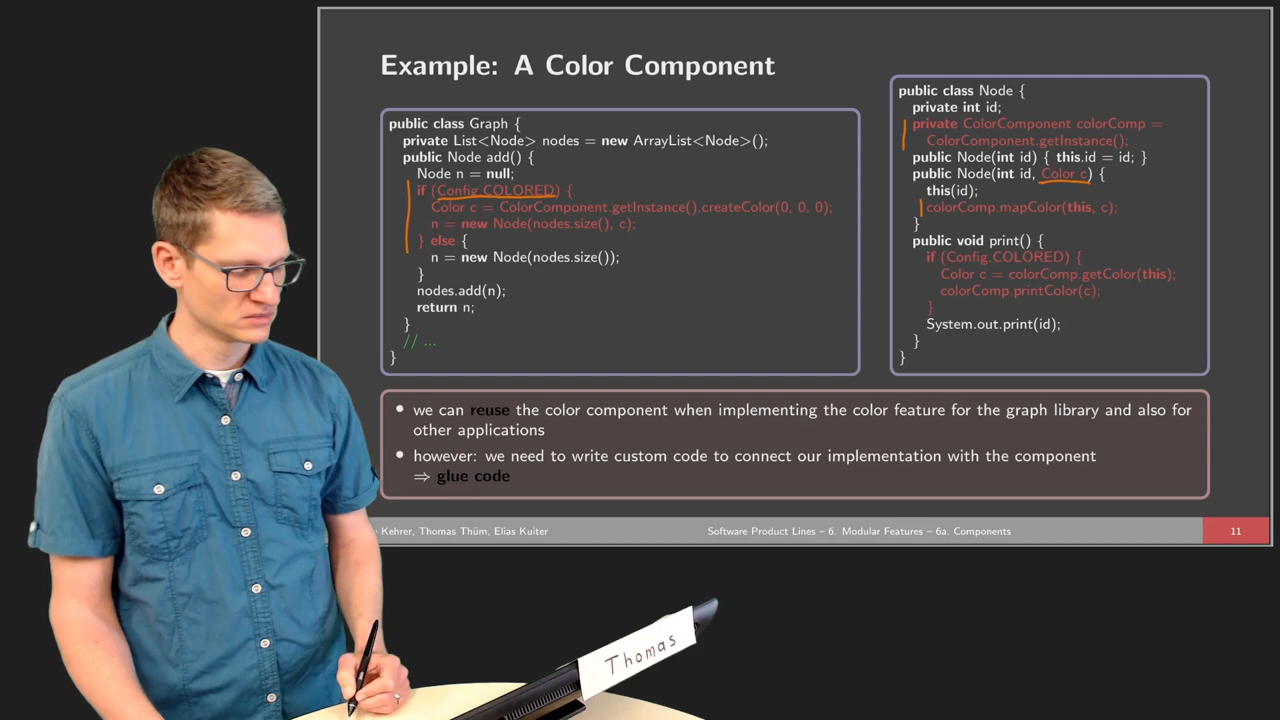 Example: A Color Component
public class Graph {
private List<Node> nodes = new ArrayList<Node>();
public Node add() {
Node n = null;
if (Config.COLORED) {
Color c = ColorComponent.getInstance().createColor(0, 0, 0);
n = new Node(nodes.size(), c);
} else {
n = new Node(nodes.size());
}
nodes.add(n);
return n;
}
// ...
}
public class Node {
private int id;
private ColorComponent colorComp =
ColorComponent.getInstance();
public Node(int id) { this.id = id; }
public Node(int id, Color c) {
this(id);
colorComp.mapColor(this, c);
}
public void print() {
if (Config.COLORED) {
Color c = colorComp.getColor(this);
colorComp.printColor(c);
}
System.out.print(id);
}
}
• we can reuse the color component when implementing the color feature for the graph library and also for
other applications
• however: we need to write custom code to connect our implementation with the component
⇒ glue code
Kehrer, Thomas Thüm, Elias Kuiter
Software Product Lines – 6. Modular Features – 6a. Components
11
Thomas